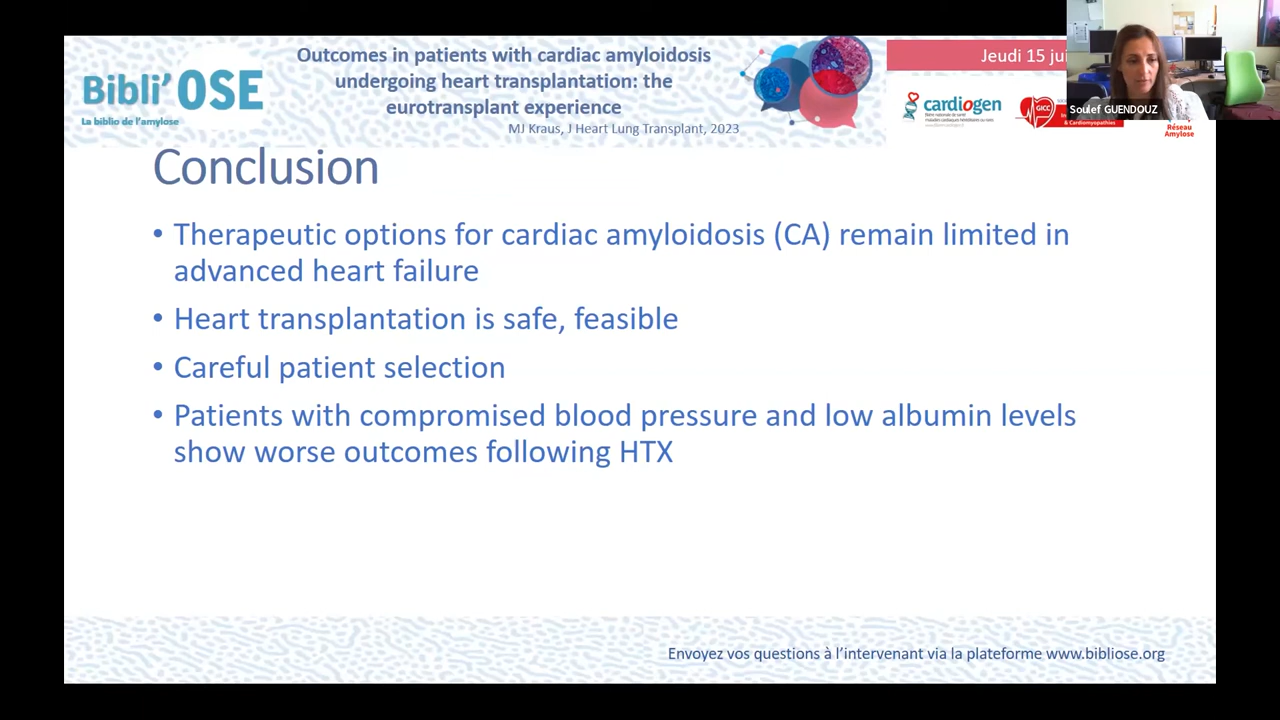 Outcomes in patients with cardiac amyloidosis
undergoing heart transplantation: the
eurotransplant experience
MJ Kraus, J Heart Lung Transplant, 2023
Bibli'OSE
La biblio de l'amylose
Jeudi 15 jui
cardiogen
GICC
& Cardiomyopathies
Réseau
Amylose
Soulef GUENDOUZ
Conclusion
• Therapeutic options for cardiac amyloidosis (CA) remain limited in
advanced heart failure
• Heart transplantation is safe, feasible
• Careful patient selection
• Patients with compromised blood pressure and low albumin levels
show worse outcomes following HTX
Envoyez vos questions à l'intervenant via la plateforme www.bibliose.org